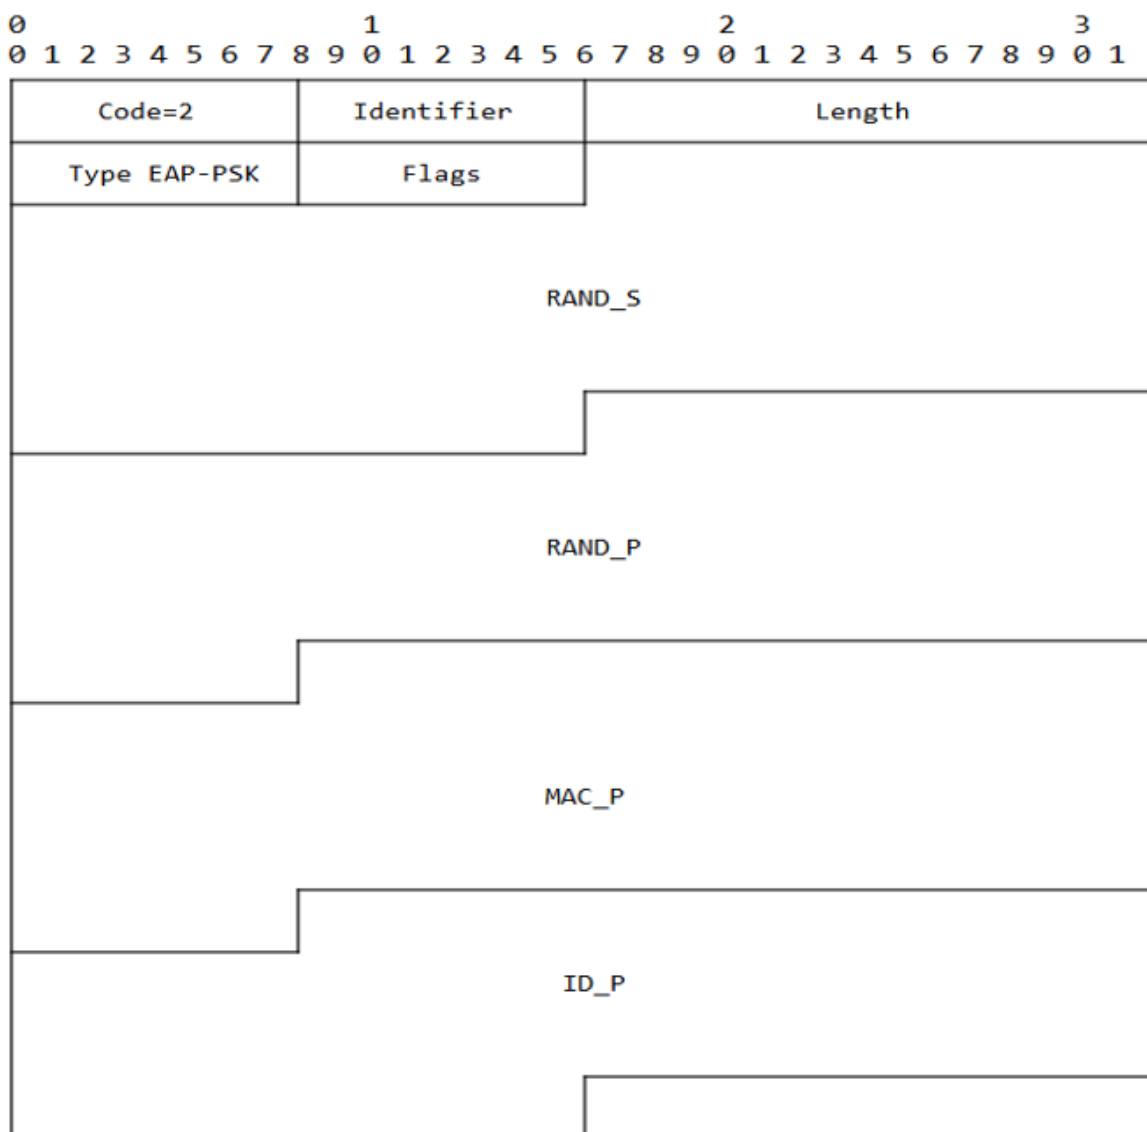 0 1 2 3
0 1 2 3 4 5 6 7 8 9 0 1 2 3 4 5 6 7 8 9 0 1 2 3 4 5 6 7 8 9 0 1
Code=2 Identifier Length
Type EAP-PSK Flags
RAND_S
RAND_P
MAC_P
ID_P